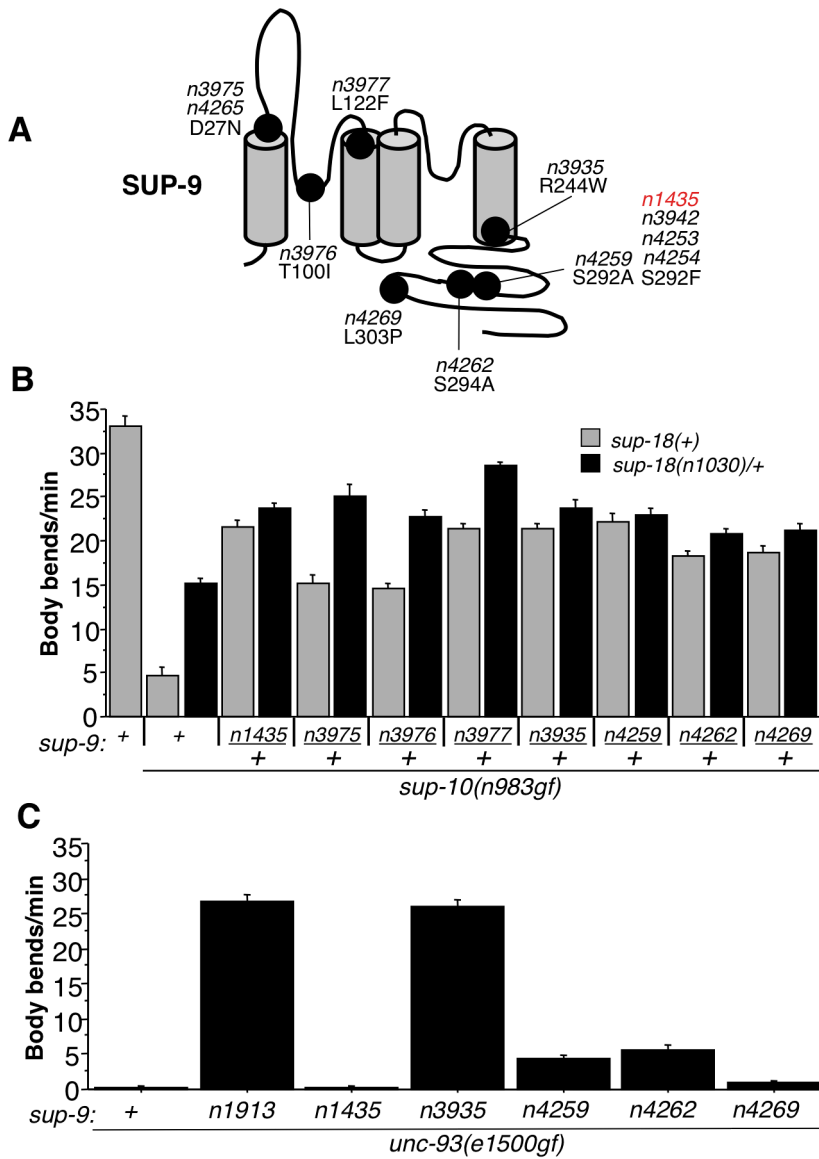 A
SUP-9
n3975
n4265
D27N
n3977
L122F
n3976
T100I
n3935
R244W
n1435
n3942
n4253
n4254
S292F
n4259
S292A
n4269
L303P
n4262
S294A
B
Body bends/min
35
30
25
20
15
10
5
0
sup-18(+)
sup-18(n1030)/+
sup-9: + + n1435 n3975 n3976 n3977 n3935 n4259 n4262 n4269
+ + + + + + + +
sup-10(n983gf)
C
Body bends/min
35
30
25
20
15
10
5
0
sup-9: + n1913 n1435 n3935 n4259 n4262 n4269
unc-93(e1500gf)